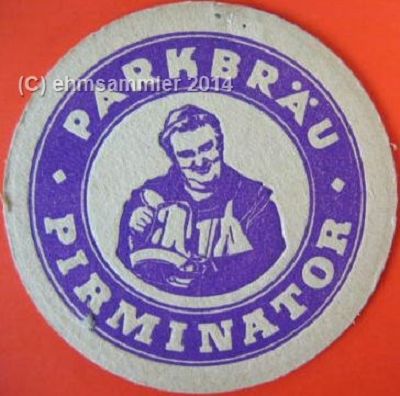 (C) ehmsammler 2014
· PARKBRÄU ·
PIRMINATOR